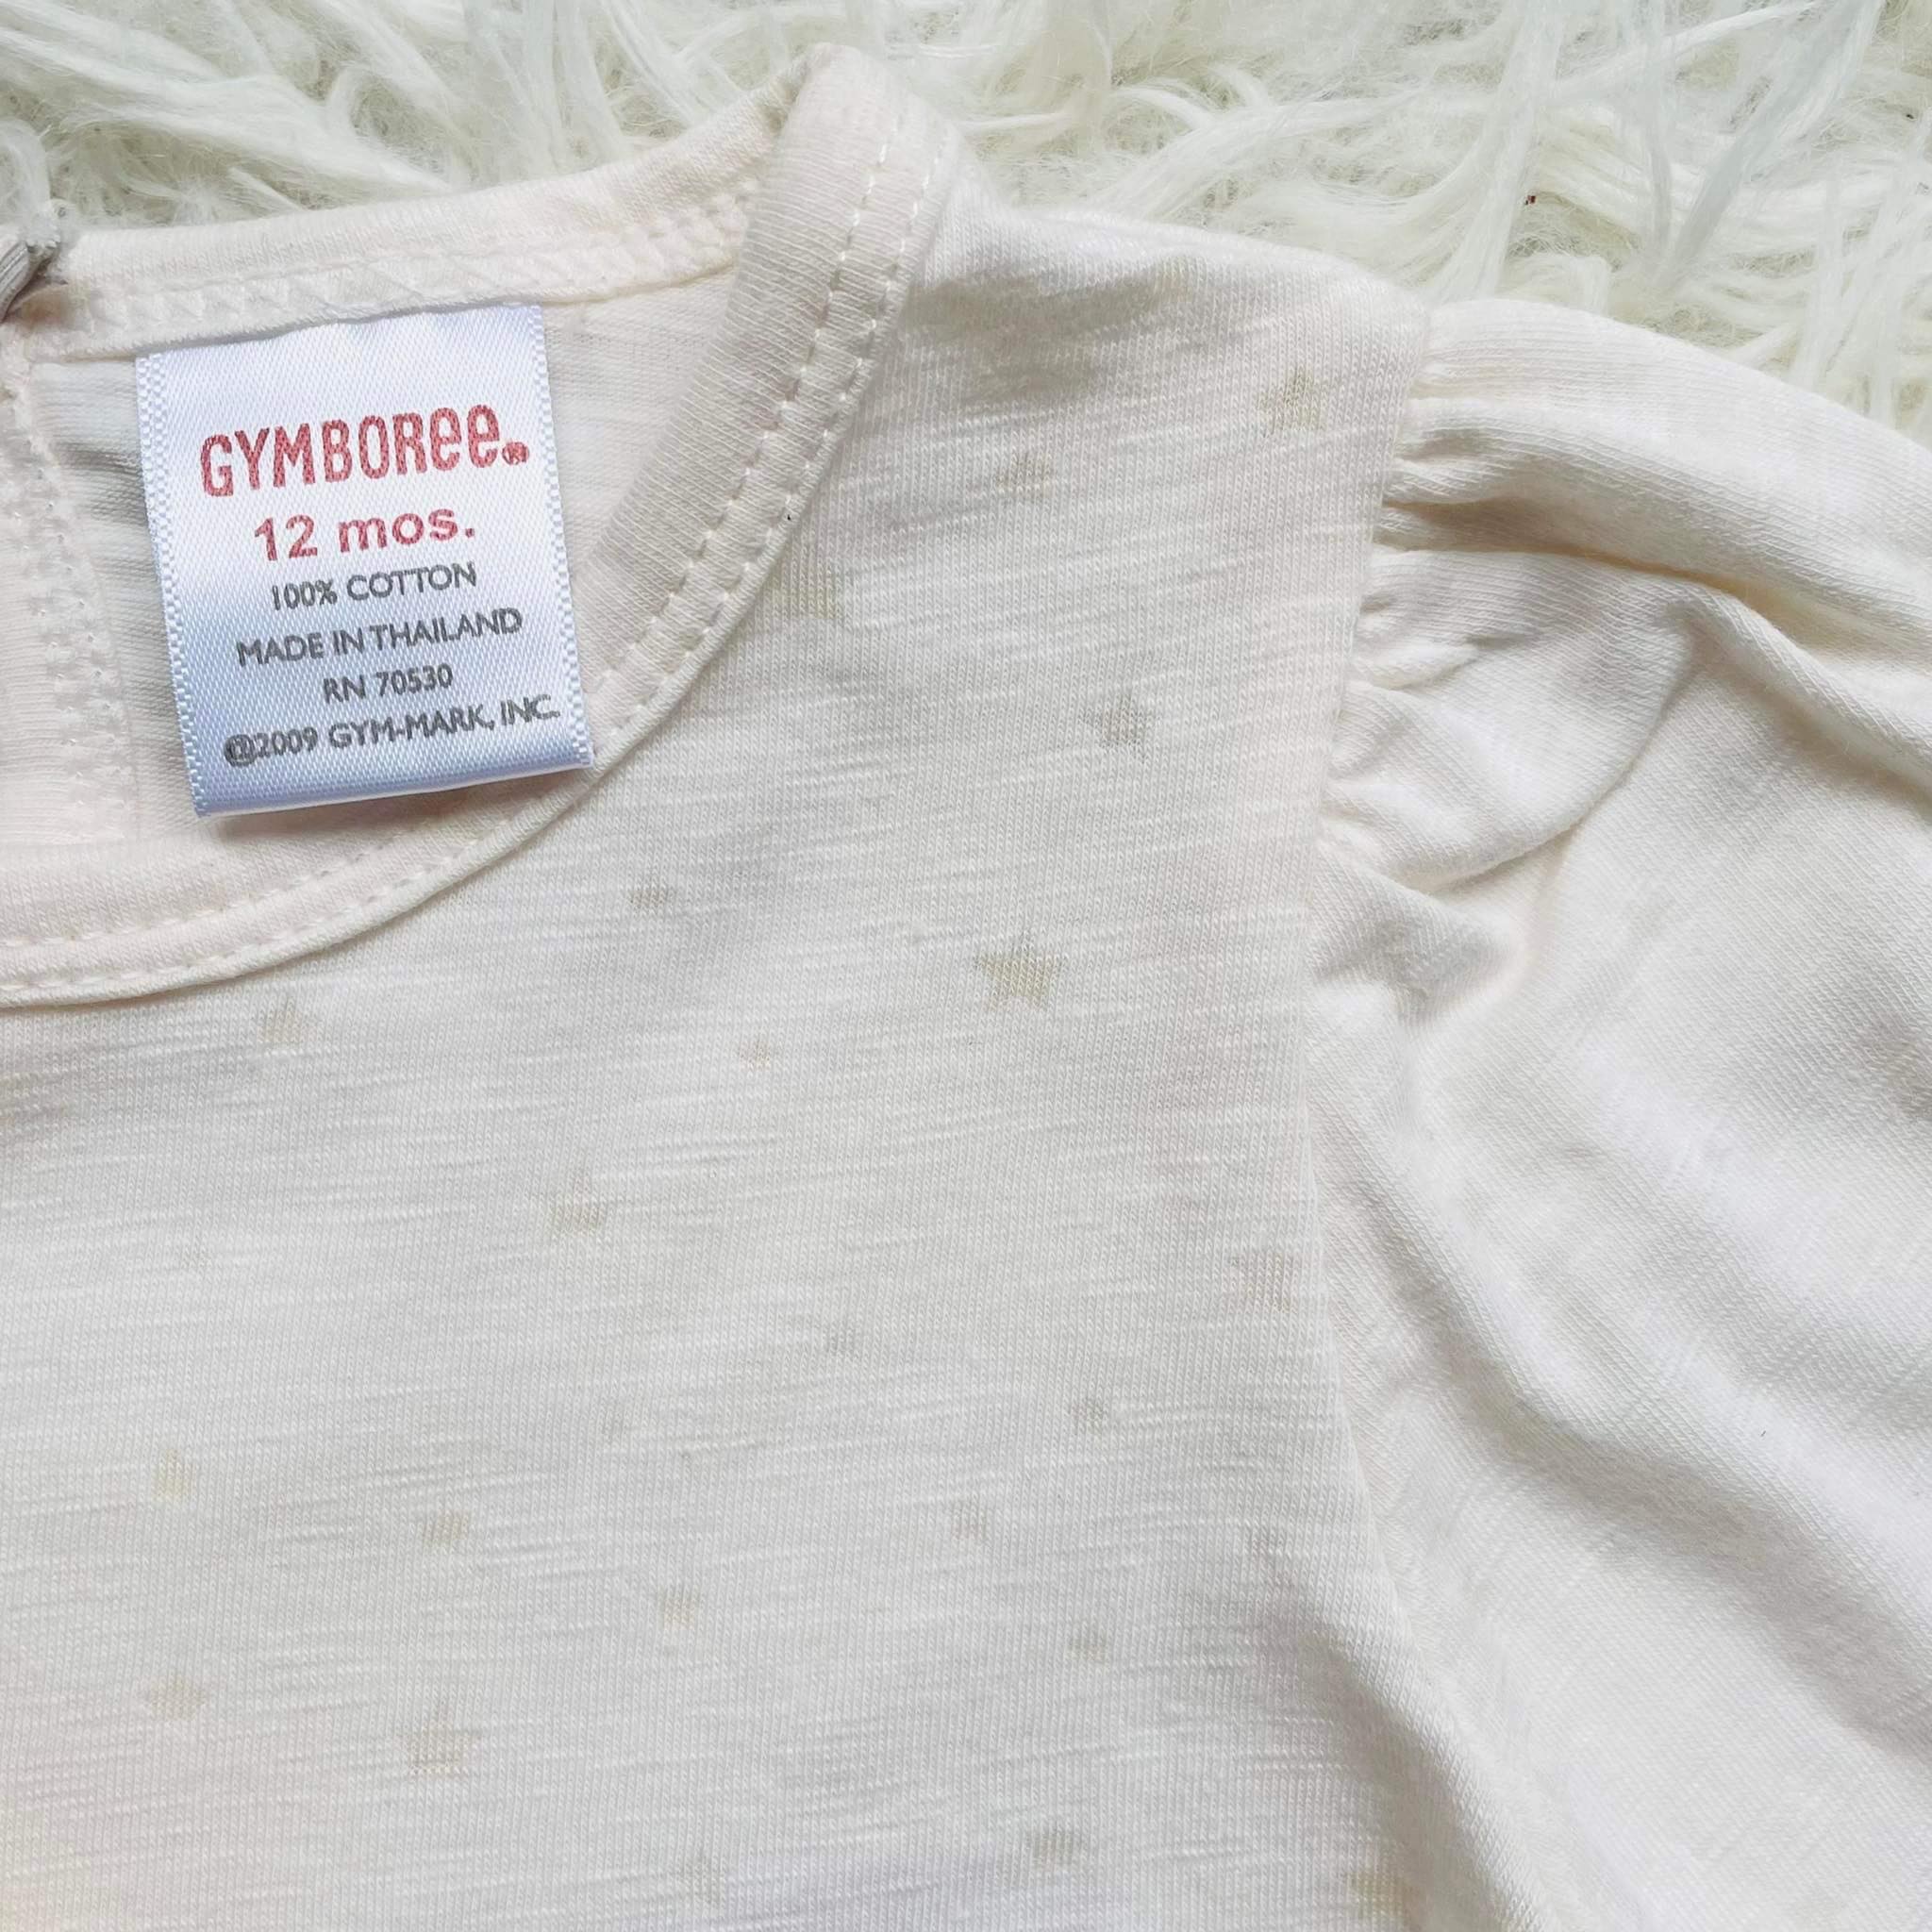 GYMBOREE®
12 mos.
100% COTTON
MADE IN THAILAND
RN 70530
@2009 GYM-MARK, INC.